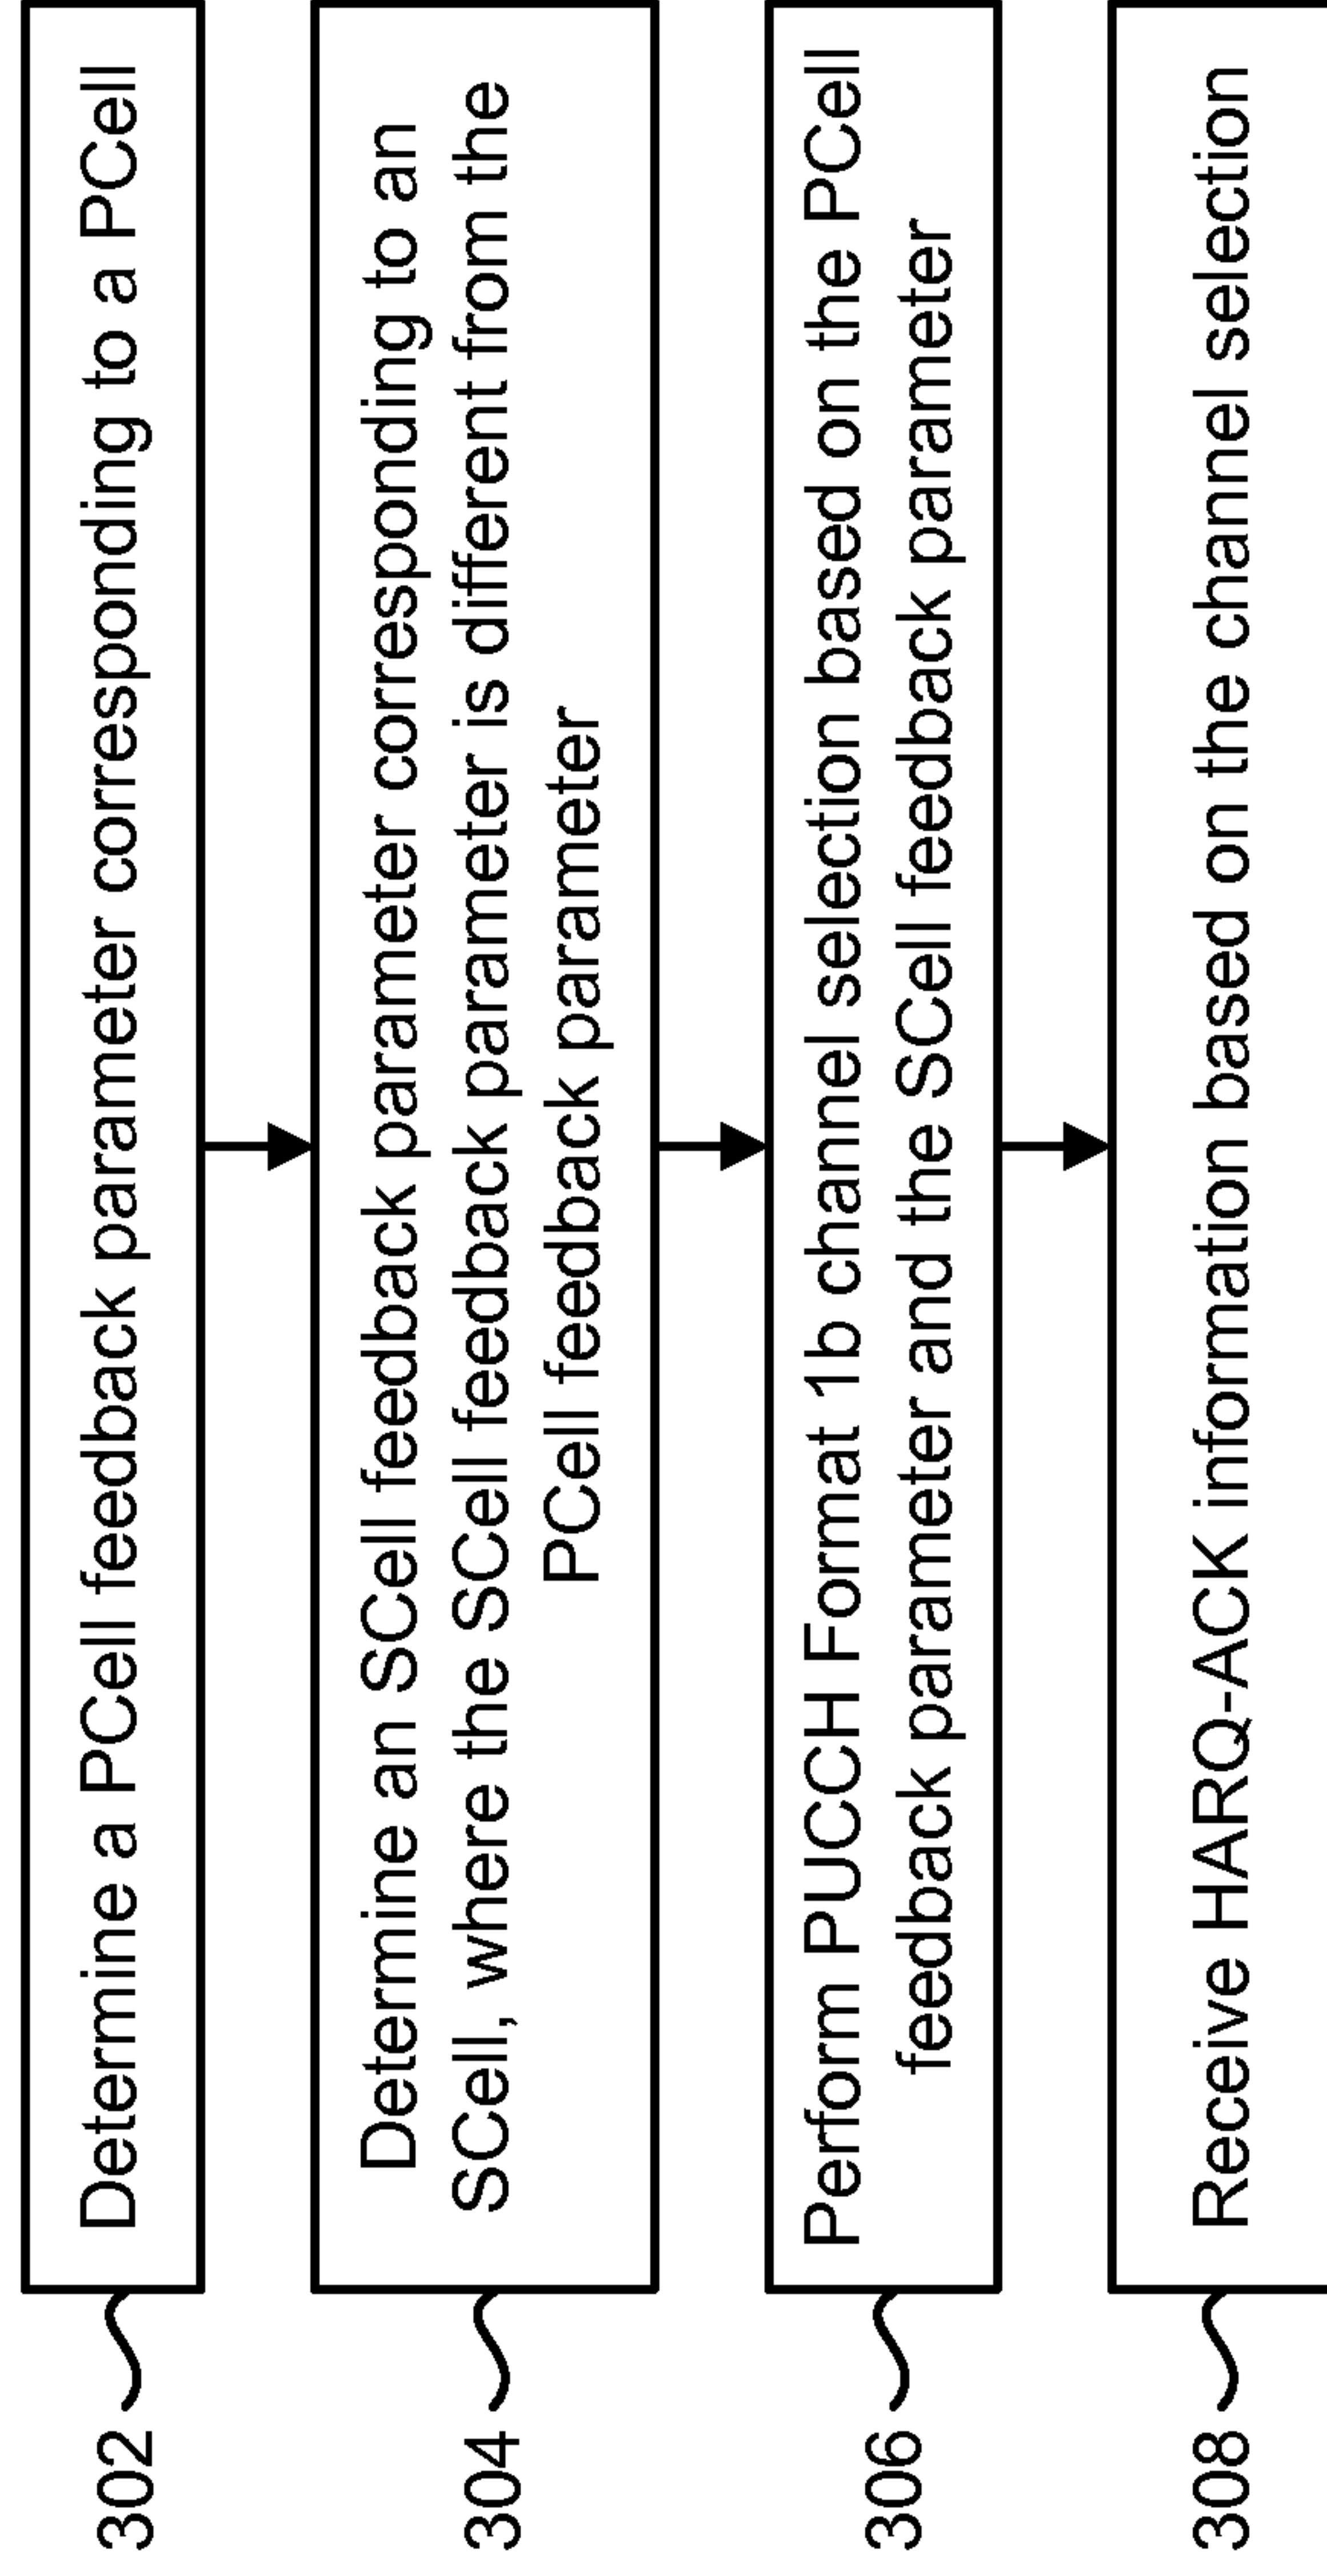 302
Determine a PCell feedback parameter corresponding to a PCell
304
Determine an SCell feedback parameter corresponding to an
SCell, where the SCell feedback parameter is different from the
PCell feedback parameter
306
Perform PUCCH Format 1b channel selection based on the PCell
feedback parameter and the SCell feedback parameter
308
Receive HARQ-ACK information based on the channel selection